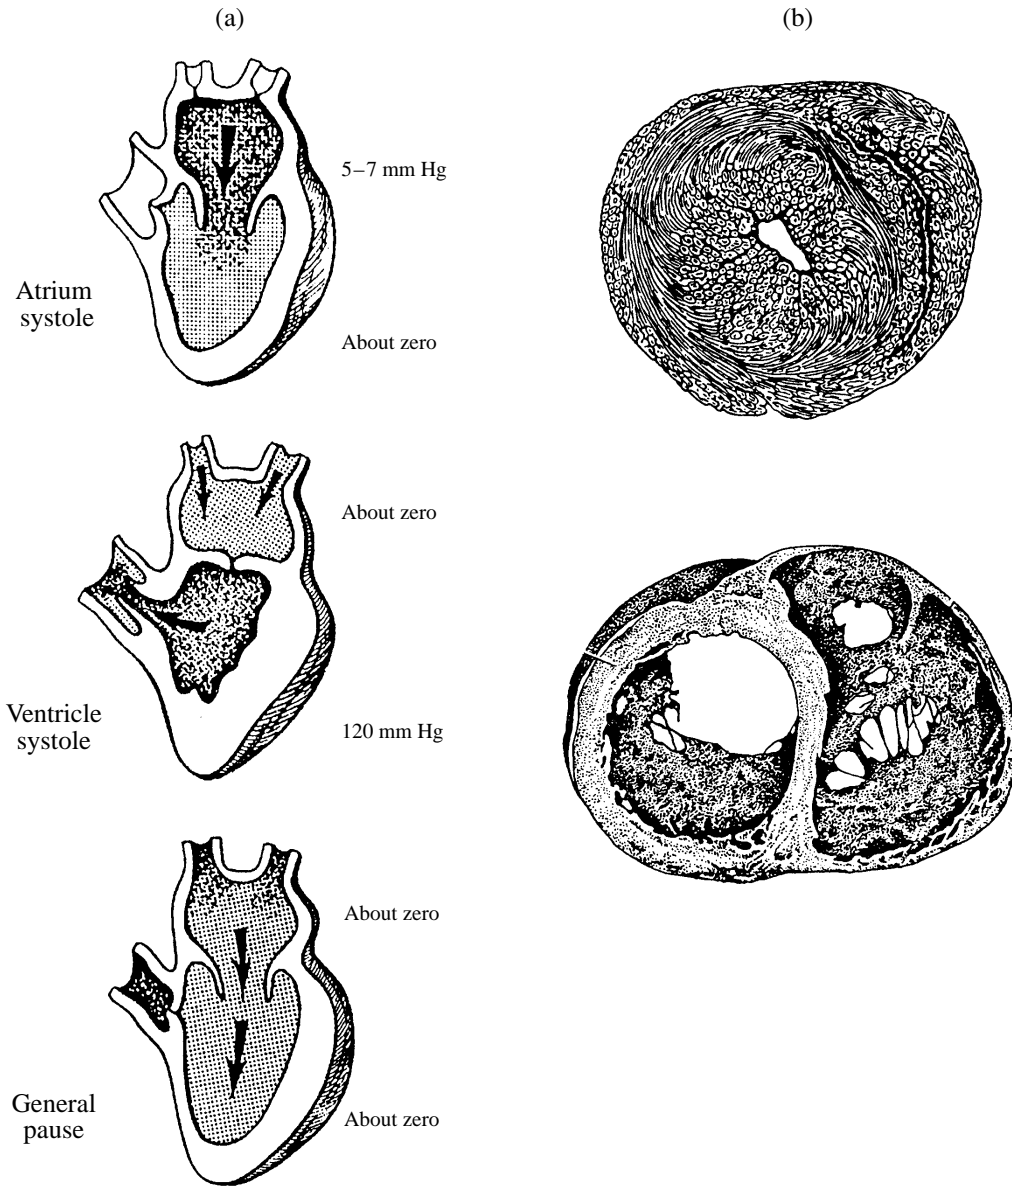 (a)
(b)
5–7 mm Hg
Atrium
systole
About zero
About zero
Ventricle
systole
120 mm Hg
About zero
General
pause
About zero